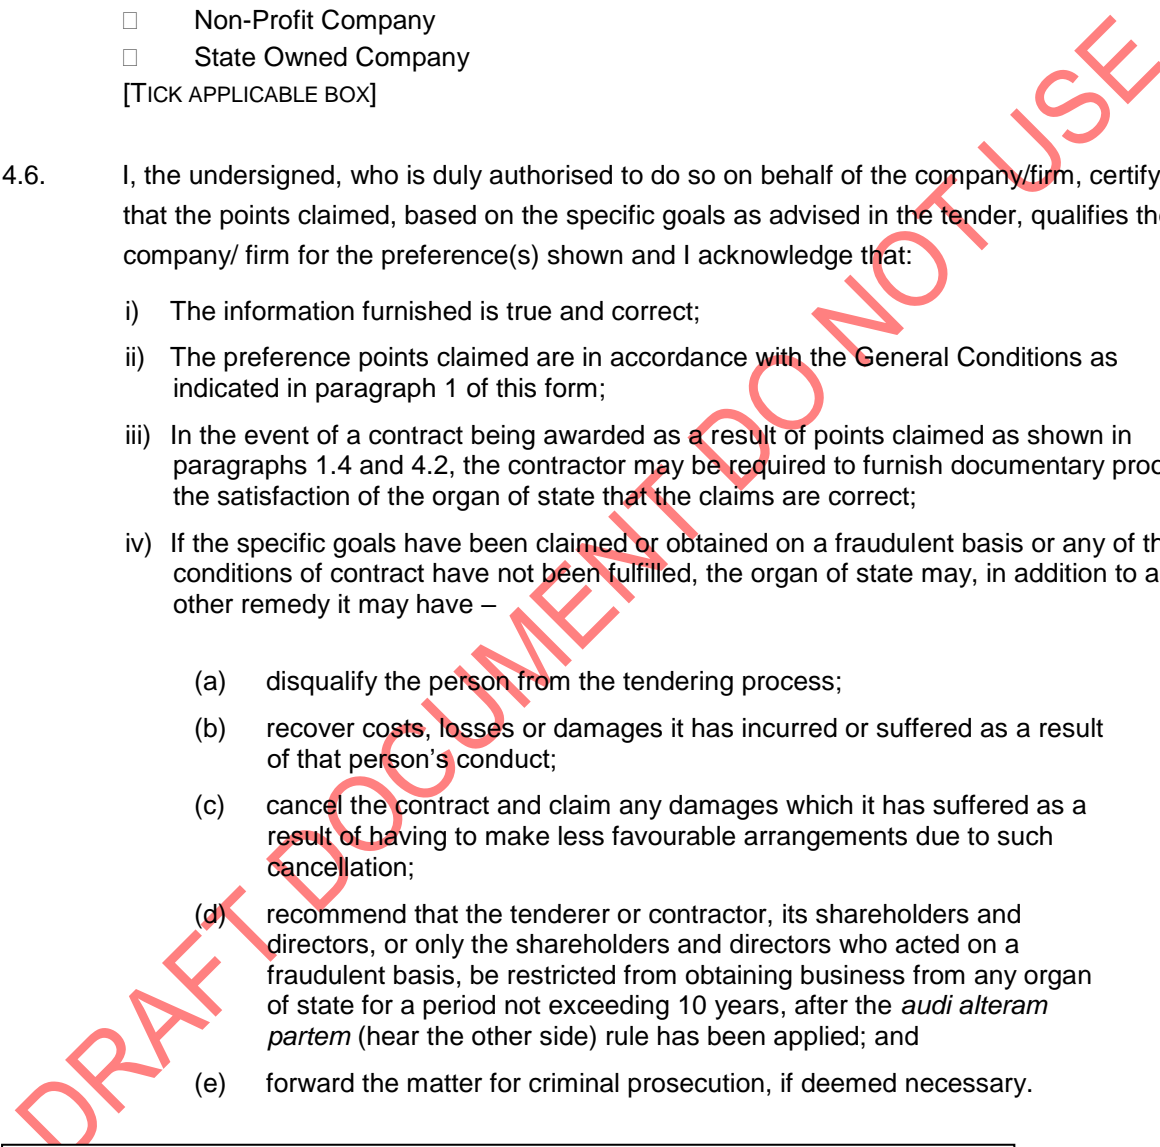 ☐ Non-Profit Company
☐ State Owned Company
[TICK APPLICABLE BOX]
4.6. I, the undersigned, who is duly authorised to do so on behalf of the company/firm, certify
that the points claimed, based on the specific goals as advised in the tender, qualifies th
company/ firm for the preference(s) shown and I acknowledge that:
i) The information furnished is true and correct;
ii) The preference points claimed are in accordance with the General Conditions as
indicated in paragraph 1 of this form;
iii) In the event of a contract being awarded as a result of points claimed as shown in
paragraphs 1.4 and 4.2, the contractor may be required to furnish documentary proo
the satisfaction of the organ of state that the claims are correct;
iv) If the specific goals have been claimed or obtained on a fraudulent basis or any of th
conditions of contract have not been fulfilled, the organ of state may, in addition to a
other remedy it may have –
(a) disqualify the person from the tendering process;
(b) recover costs, losses or damages it has incurred or suffered as a result
of that person’s conduct;
(c) cancel the contract and claim any damages which it has suffered as a
result of having to make less favourable arrangements due to such
cancellation;
(d) recommend that the tenderer or contractor, its shareholders and
directors, or only the shareholders and directors who acted on a
fraudulent basis, be restricted from obtaining business from any organ
of state for a period not exceeding 10 years, after the audi alteram
partem (hear the other side) rule has been applied; and
(e) forward the matter for criminal prosecution, if deemed necessary.
DRAFT DOCUMENT DO NOT USE